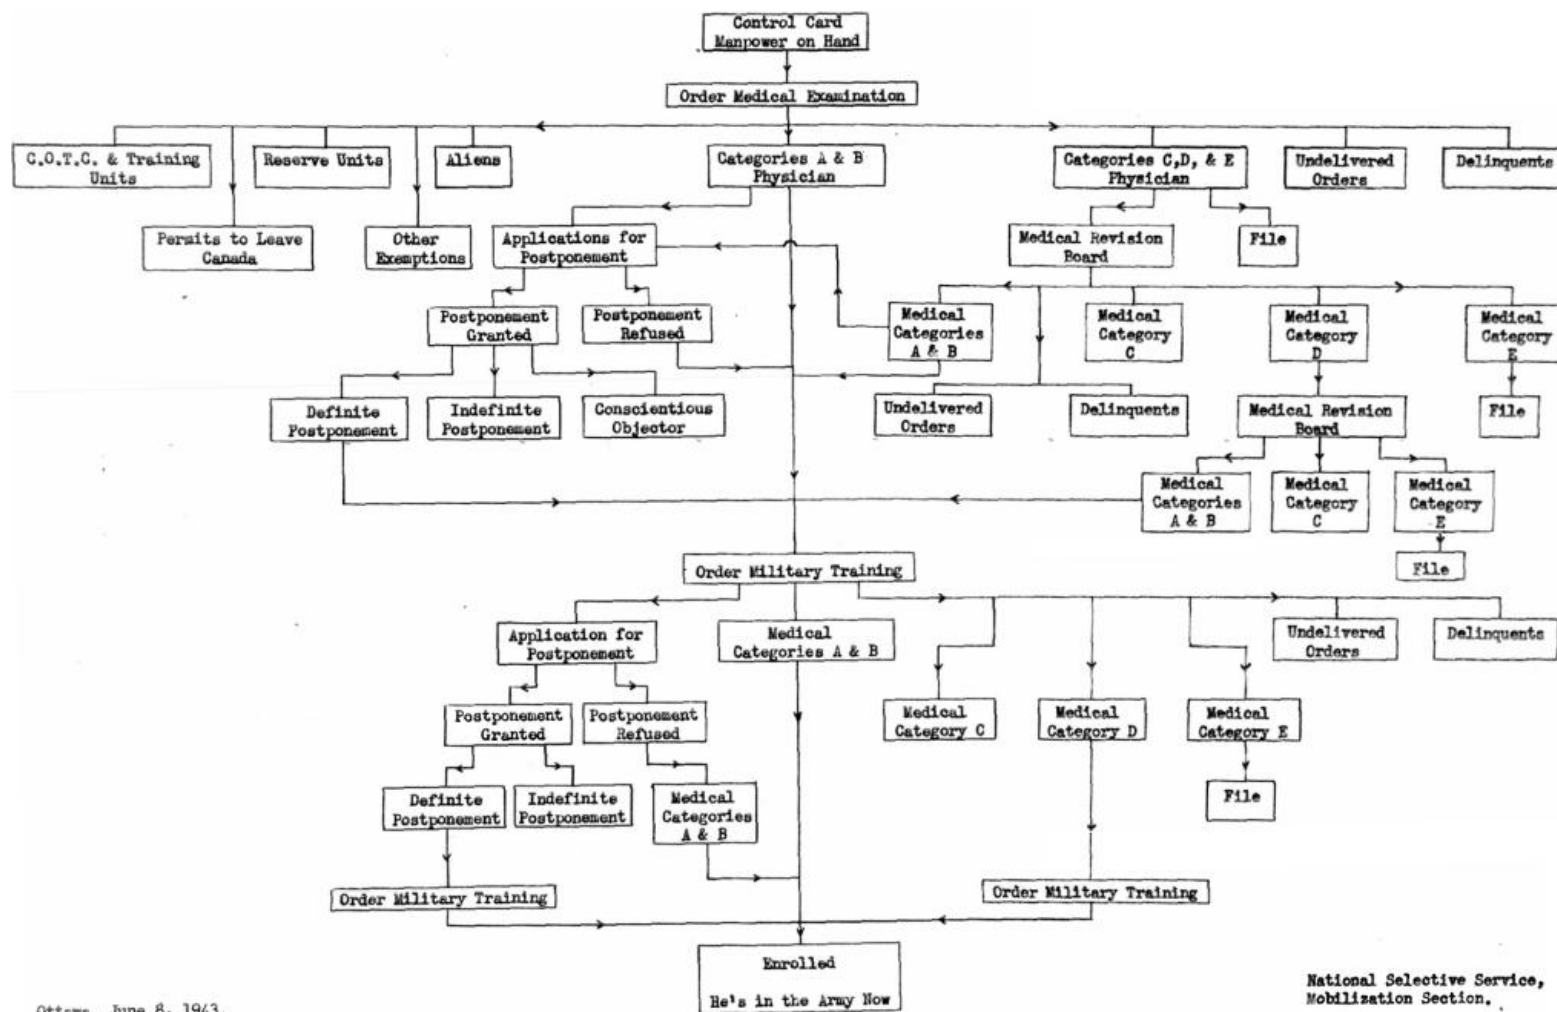 Control Card
Manpower on Hand
Order Medical Examination
C.O.T.C. & Training
Units
Reserve Units
Aliens
Categories A & B
Physician
Categories C,D, & E
Physician
Undelivered
Orders
Delinquents
Permits to Leave
Canada
Other
Exemptions
Applications for
Postponement
Medical Revision
Board
File
Postponement
Granted
Postponement
Refused
Medical
Categories
A & B
Medical
Category
C
Medical
Category
D
Medical
Category
E
Definite
Postponement
Indefinite
Postponement
Conscientious
Objector
Undelivered
Orders
Delinquents
Medical Revision
Board
File
Medical
Categories
A & B
Medical
Category
C
Medical
Category
E
File
Order Military Training
Application for
Postponement
Medical
Categories A & B
Undelivered
Orders
Delinquents
Postponement
Granted
Postponement
Refused
Medical
Category C
Medical
Category D
Medical
Category E
Definite
Postponement
Indefinite
Postponement
Medical
Categories
A & B
File
Order Military Training
Order Military Training
Enrolled
He's in the Army Now
Ottawa, June 8, 1943.
National Selective Service,
Mobilization Section.